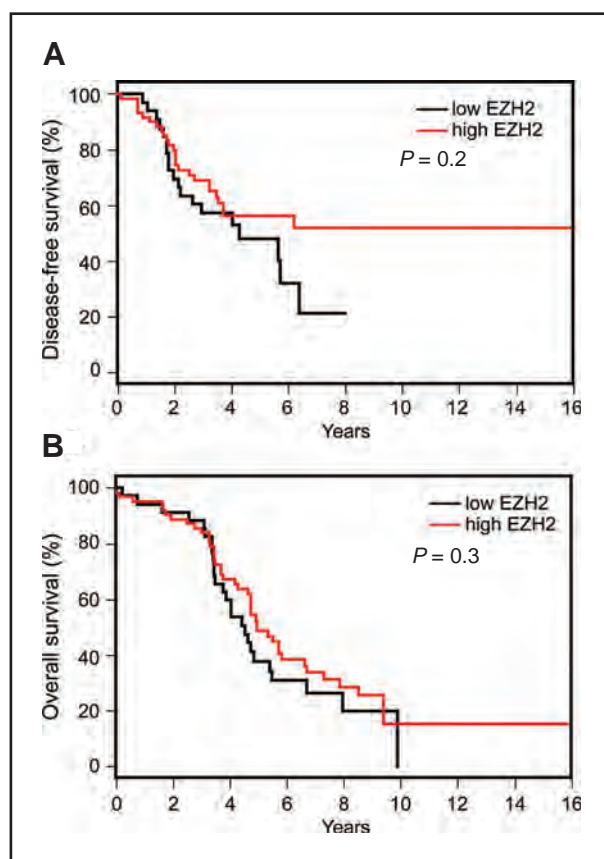 A
Disease-free survival (%)
100
80
60
40
20
0
low EZH2
high EZH2
P = 0.2
0 2 4 6 8 10 12 14 16
Years
B
Overall survival (%)
100
80
60
40
20
0
low EZH2
high EZH2
P = 0.3
0 2 4 6 8 10 12 14 16
Years